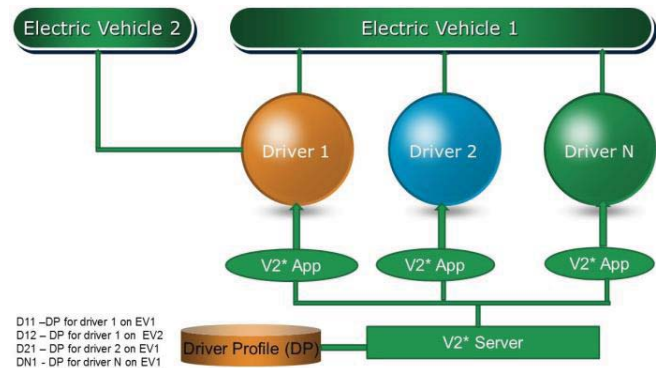 Electric Vehicle 2
Electric Vehicle 1
Driver 1
Driver 2
Driver N
V2* App
V2* App
V2* App
D11 –DP for driver 1 on EV1
D12 – DP for driver 1 on EV2
D21 – DP for driver 2 on EV1
DN1 - DP for driver N on EV1
Driver Profile (DP)
V2* Server